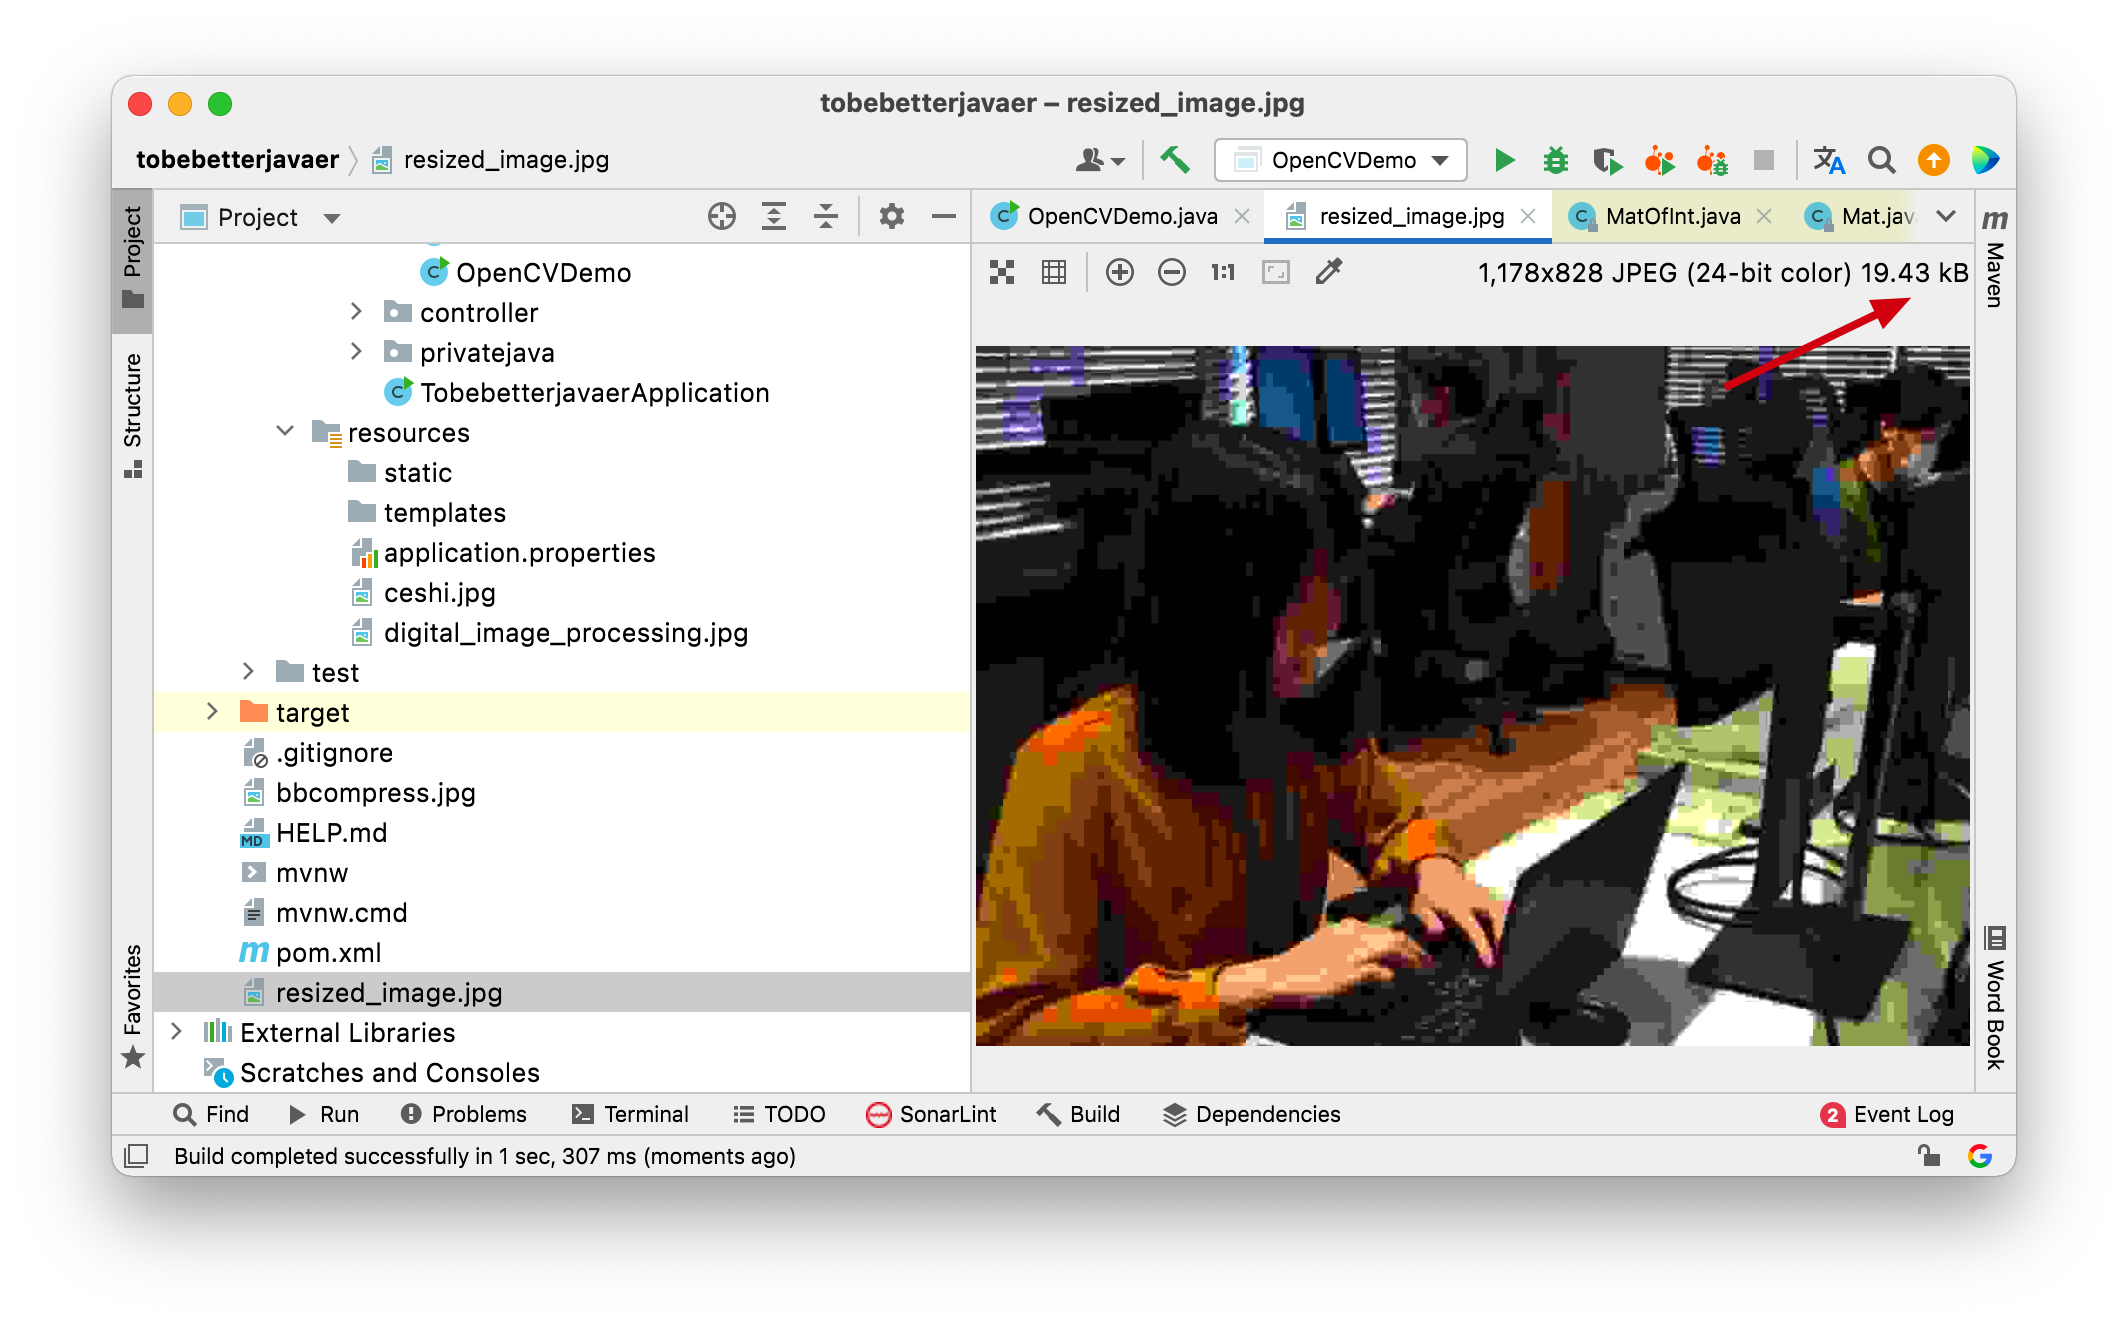 tobebetterjavaer – resized_image.jpg
tobebetterjavaer resized_image.jpg OpenCVDemo
Project
Structure
Favorites
Project
OpenCVDemo
controller
privatejava
TobebetterjavaerApplication
resources
static
templates
application.properties
ceshi.jpg
digital_image_processing.jpg
test
target
.gitignore
bbcompress.jpg
HELP.md
mvnw
mvnw.cmd
pom.xml
resized_image.jpg
External Libraries
Scratches and Consoles
OpenCVDemo.java resized_image.jpg MatOfInt.java Mat.jav
1:1 1,178x828 JPEG (24-bit color) 19.43 kB
Maven
Word Book
Find Run Problems Terminal TODO SonarLint Build Dependencies 2 Event Log
Build completed successfully in 1 sec, 307 ms (moments ago)